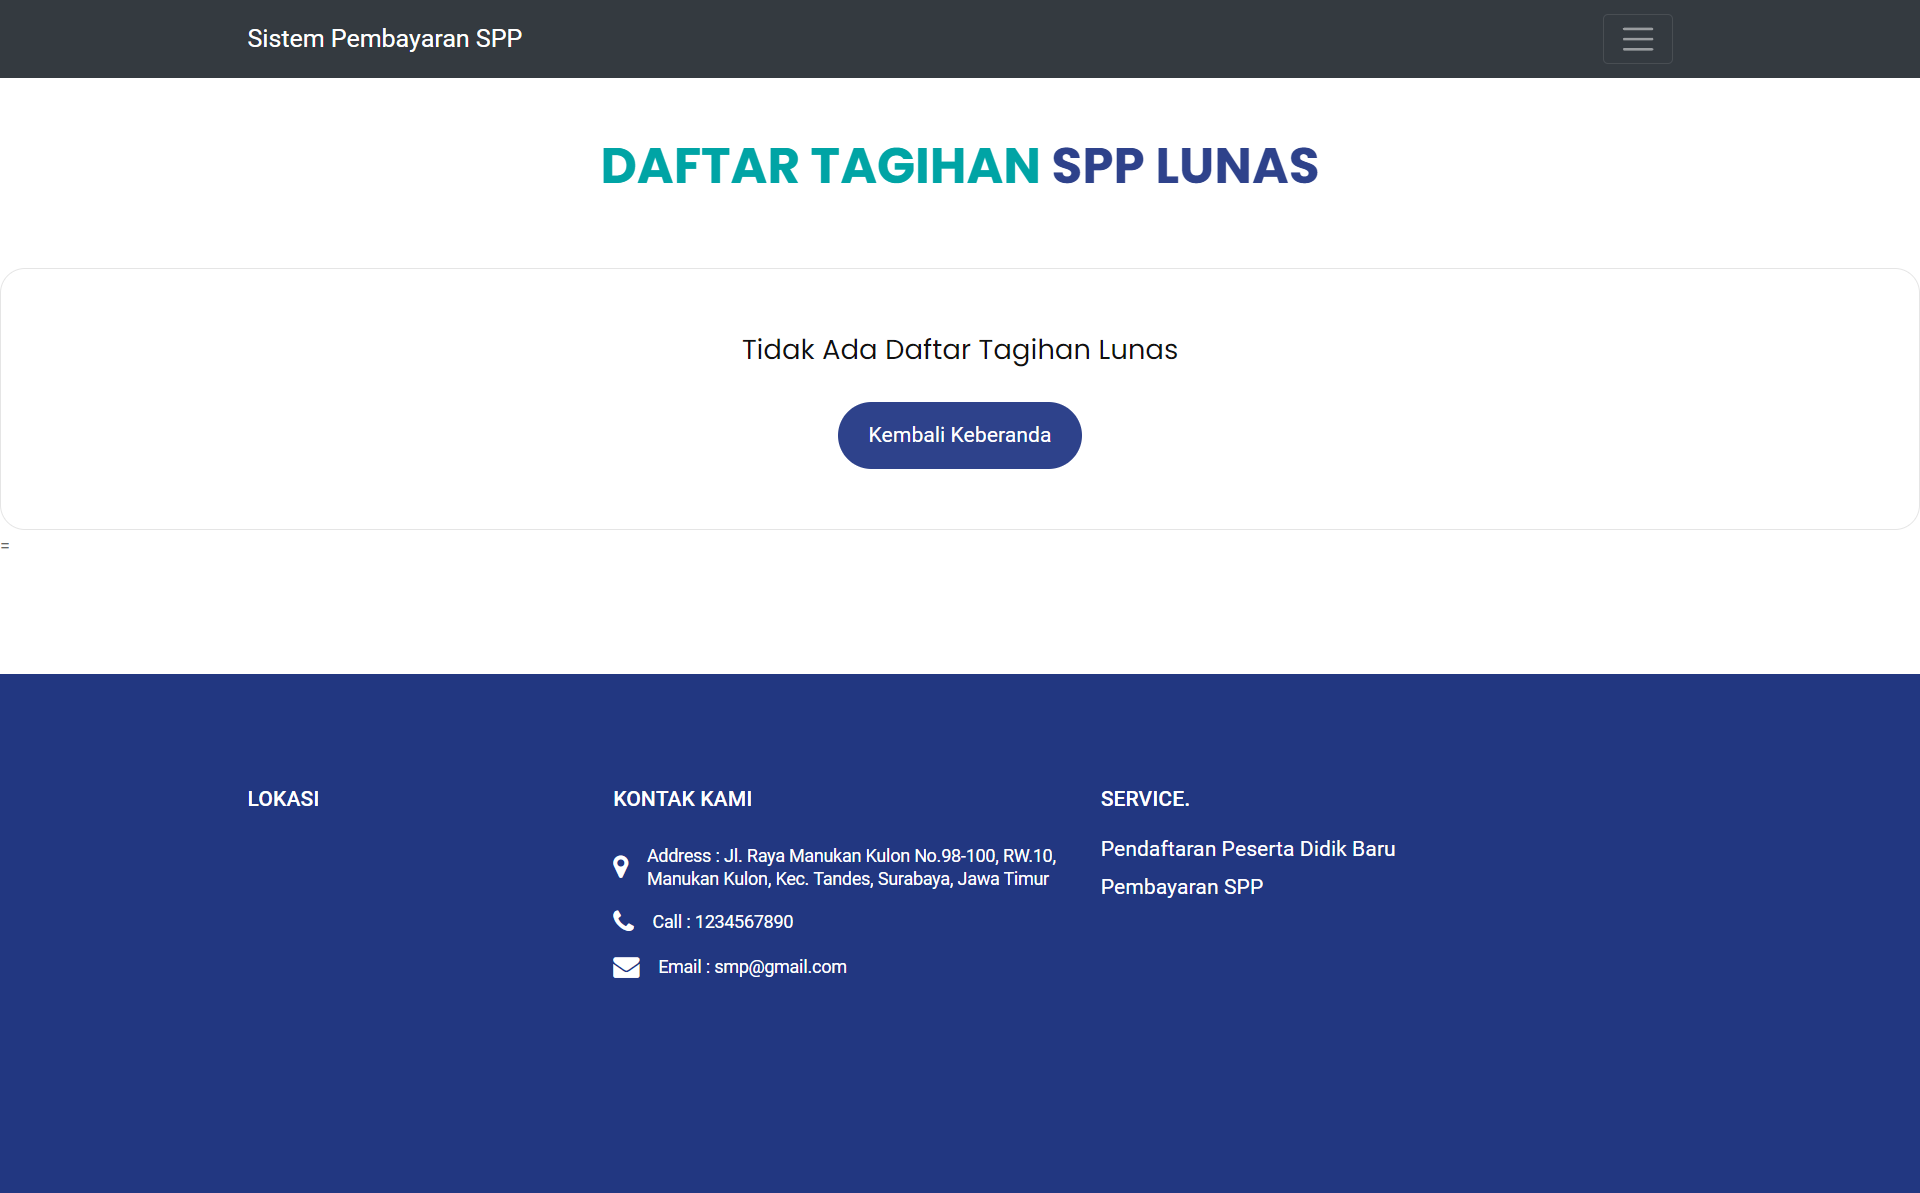 Sistem Pembayaran SPP
DAFTAR TAGIHAN SPP LUNAS
Tidak Ada Daftar Tagihan Lunas
Kembali Keberanda
=
LOKASI
KONTAK KAMI
Address : Jl. Raya Manukan Kulon No.98-100, RW.10,
Manukan Kulon, Kec. Tandes, Surabaya, Jawa Timur
Call : 1234567890
Email : smp@gmail.com
SERVICE.
Pendaftaran Peserta Didik Baru
Pembayaran SPP